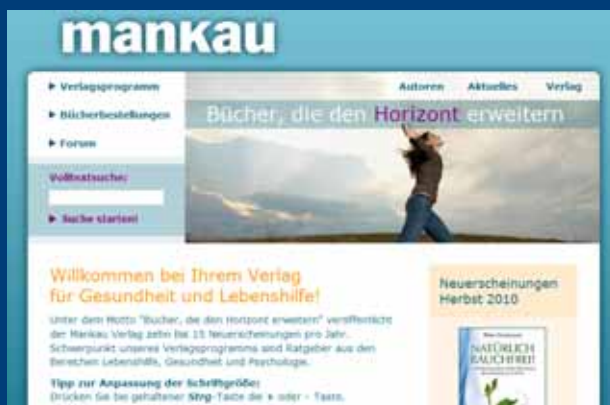 mankau
▸ Verlagsprogramm
▸ Bücherbestellungen
▸ Forum
Autoren Aktuelles Verlag
Bücher, die den Horizont erweitern
Volltextsuche:
▸ Suche starten!
Willkommen bei Ihrem Verlag
für Gesundheit und Lebenshilfe!
Unter dem Motto "Bücher, die den Horizont erweitern" veröffentlicht
der Mankau Verlag zehn bis 15 Neuerscheinungen pro Jahr.
Schwerpunkt unseres Verlagsprogramms sind Ratgeber aus den
Bereichen Lebenshilfe, Gesundheit und Psychologie.
Tipp zur Anpassung der Schriftgröße:
Drücken Sie bei gehaltener Strg-Taste die + oder - Taste.
Neuerscheinungen
Herbst 2010
NATÜRLICH
RAUCHFREI